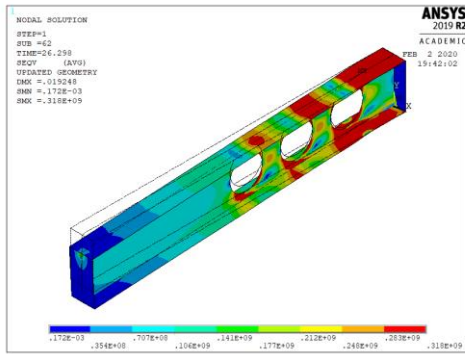 1
NODAL SOLUTION
STEP=1
SUB =62
TIME=26.298
SEQV (AVG)
UPDATED GEOMETRY
DMX =.019248
SMN =.172E-03
SMX =.318E+09
ANSYS
2019 R2
ACADEMIC
FEB 2 2020
19:42:02
Y
X
.172E-03 .707E+08 .141E+09 .212E+09 .283E+09
.354E+08 .106E+09 .177E+09 .248E+09 .318E+09